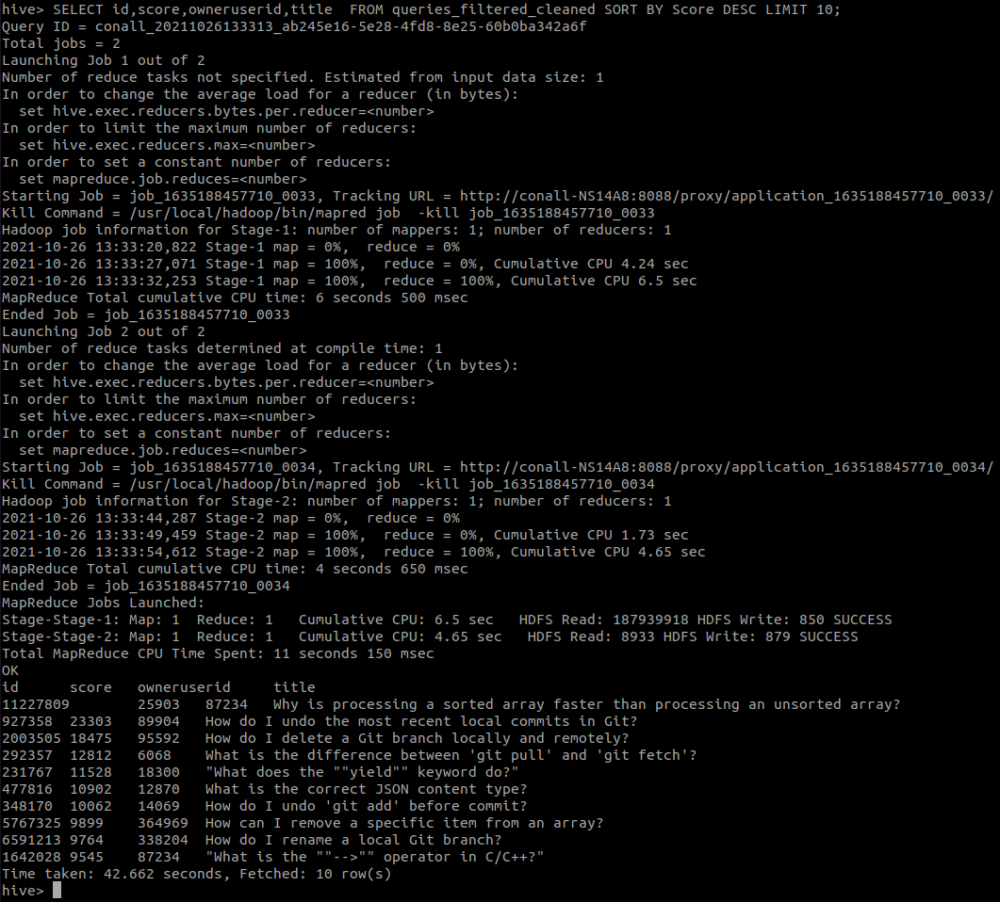 hive> SELECT id,score,owneruserid,title  FROM queries_filtered_cleaned SORT BY Score DESC LIMIT 10;
Query ID = conall_20211026133313_ab245e16-5e28-4fd8-8e25-60b0ba342a6f
Total jobs = 2
Launching Job 1 out of 2
Number of reduce tasks not specified. Estimated from input data size: 1
In order to change the average load for a reducer (in bytes):
  set hive.exec.reducers.bytes.per.reducer=<number>
In order to limit the maximum number of reducers:
  set hive.exec.reducers.max=<number>
In order to set a constant number of reducers:
  set mapreduce.job.reduces=<number>
Starting Job = job_1635188457710_0033, Tracking URL = http://conall-NS14A8:8088/proxy/application_1635188457710_0033/
Kill Command = /usr/local/hadoop/bin/mapred job  -kill job_1635188457710_0033
Hadoop job information for Stage-1: number of mappers: 1; number of reducers: 1
2021-10-26 13:33:20,822 Stage-1 map = 0%,  reduce = 0%
2021-10-26 13:33:27,071 Stage-1 map = 100%,  reduce = 0%, Cumulative CPU 4.24 sec
2021-10-26 13:33:32,253 Stage-1 map = 100%,  reduce = 100%, Cumulative CPU 6.5 sec
MapReduce Total cumulative CPU time: 6 seconds 500 msec
Ended Job = job_1635188457710_0033
Launching Job 2 out of 2
Number of reduce tasks determined at compile time: 1
In order to change the average load for a reducer (in bytes):
  set hive.exec.reducers.bytes.per.reducer=<number>
In order to limit the maximum number of reducers:
  set hive.exec.reducers.max=<number>
In order to set a constant number of reducers:
  set mapreduce.job.reduces=<number>
Starting Job = job_1635188457710_0034, Tracking URL = http://conall-NS14A8:8088/proxy/application_1635188457710_0034/
Kill Command = /usr/local/hadoop/bin/mapred job  -kill job_1635188457710_0034
Hadoop job information for Stage-2: number of mappers: 1; number of reducers: 1
2021-10-26 13:33:44,287 Stage-2 map = 0%,  reduce = 0%
2021-10-26 13:33:49,459 Stage-2 map = 100%,  reduce = 0%, Cumulative CPU 1.73 sec
2021-10-26 13:33:54,612 Stage-2 map = 100%,  reduce = 100%, Cumulative CPU 4.65 sec
MapReduce Total cumulative CPU time: 4 seconds 650 msec
Ended Job = job_1635188457710_0034
MapReduce Jobs Launched:
Stage-Stage-1: Map: 1  Reduce: 1   Cumulative CPU: 6.5 sec   HDFS Read: 187939918 HDFS Write: 850 SUCCESS
Stage-Stage-2: Map: 1  Reduce: 1   Cumulative CPU: 4.65 sec   HDFS Read: 8933 HDFS Write: 879 SUCCESS
Total MapReduce CPU Time Spent: 11 seconds 150 msec
OK
id      score   owneruserid     title
11227809        25903   87234   Why is processing a sorted array faster than processing an unsorted array?
927358  23303   89904   How do I undo the most recent local commits in Git?
2003505 18475   95592   How do I delete a Git branch locally and remotely?
292357  12812   6068    What is the difference between 'git pull' and 'git fetch'?
231767  11528   18300   "What does the ""yield"" keyword do?"
477816  10902   12870   What is the correct JSON content type?
348170  10062   14069   How do I undo 'git add' before commit?
5767325 9899    364969  How can I remove a specific item from an array?
6591213 9764    338204  How do I rename a local Git branch?
1642028 9545    87234   "What is the ""-->"" operator in C/C++?"
Time taken: 42.662 seconds, Fetched: 10 row(s)
hive>